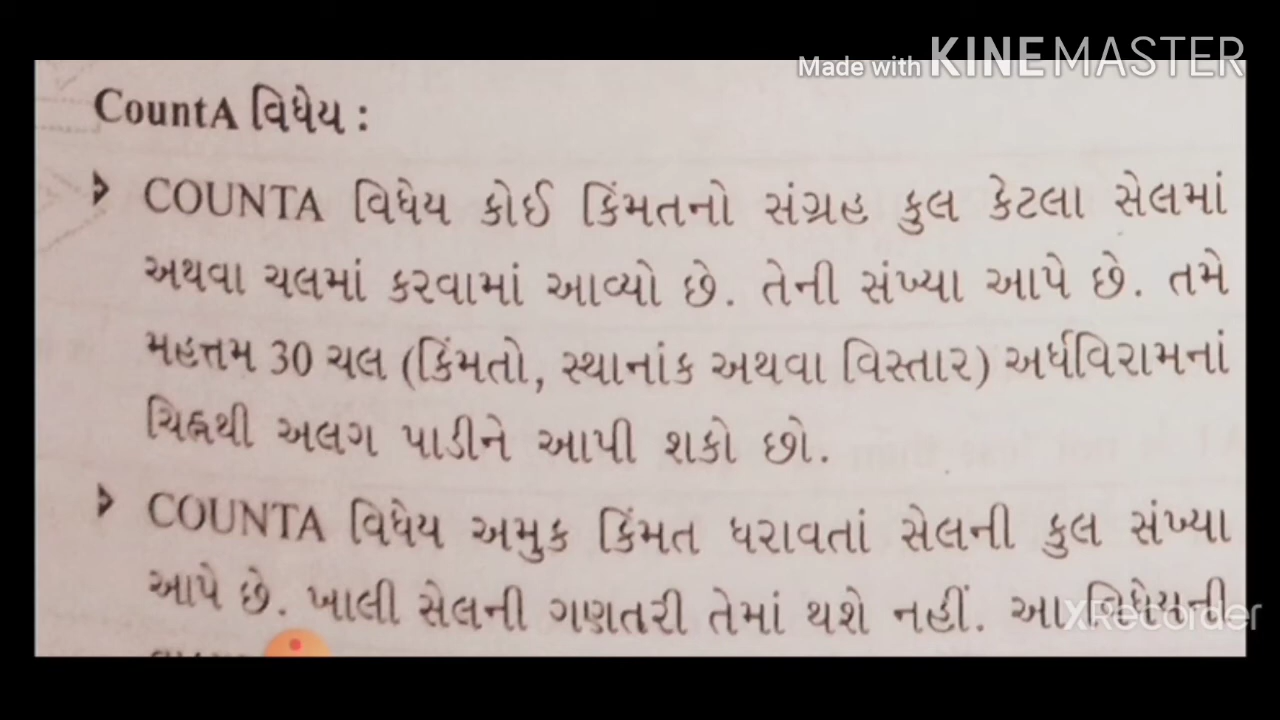 Made with KINEMASTER
CountA વિધેય :
COUNTA વિધેય કોઈ કિંમતનો સંગ્રહ કુલ કેટલા સેલમાં
અથવા ચલમાં કરવામાં આવ્યો છે. તેની સંખ્યા આપે છે. તમે
મહત્તમ 30 ચલ (કિંમતો, સ્થાનાંક અથવા વિસ્તાર) અર્ધવિરામનાં
ચિહ્નથી અલગ પાડીને આપી શકો છો.
COUNTA વિધેય અમુક કિંમત ધરાવતાં સેલની કુલ સંખ્યા
આપે છે. ખાલી સેલની ગણતરી તેમાં થશે નહીં. આ વિધેયની
XRecorder